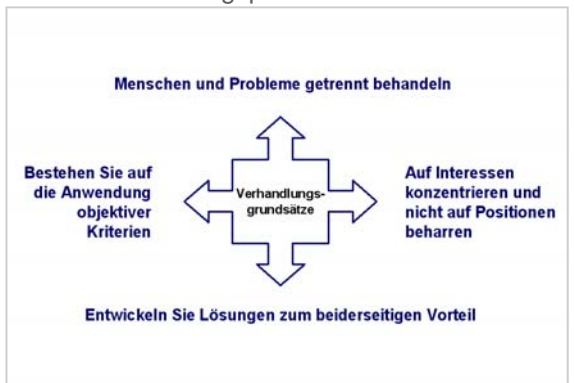 Menschen und Probleme getrennt behandeln
Bestehen Sie auf
die Anwendung
objektiver
Kriterien
Verhandlungs-
grundsätze
Auf Interessen
konzentrieren und
nicht auf Positionen
beharren
Entwickeln Sie Lösungen zum beiderseitigen Vorteil